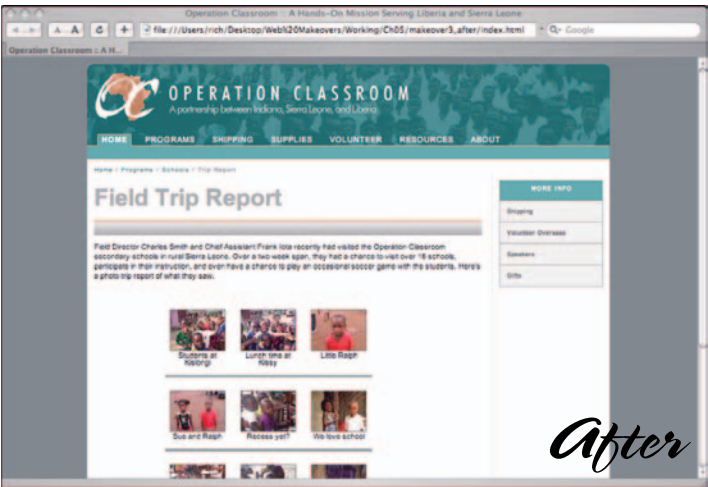 Operation Classroom :: A Hands-On Mission Serving Liberia and Sierra Leone
A A C + file:///Users/rich/Desktop/Web%20Makeovers/Working/Ch05/makeover3_after/index.html Q- Google
Operation Classroom :: A H...
OC OPERATION CLASSROOM
A partnership between Indiana, Sierra Leone, and Liberia
HOME PROGRAMS SHIPPING SUPPLIES VOLUNTEER RESOURCES ABOUT
Home / Programs / Schools / Trip Report
Field Trip Report
Field Director Charles Smith and Chief Assistant Frank Iota recently had visited the Operation Classroom
secondary schools in rural Sierra Leone. Over a two week span, they had a chance to visit over 18 schools,
participate in their instruction, and even have a chance to play an occasional soccer game with the students. Here's
a photo trip report of what they saw.
MORE INFO
Shipping
Volunteer Overseas
Speakers
Gifts
Students at
Kislongi
Lunch time at
Kissy
Little Ralph
Sue and Ralph
Recess yet?
We love school
After